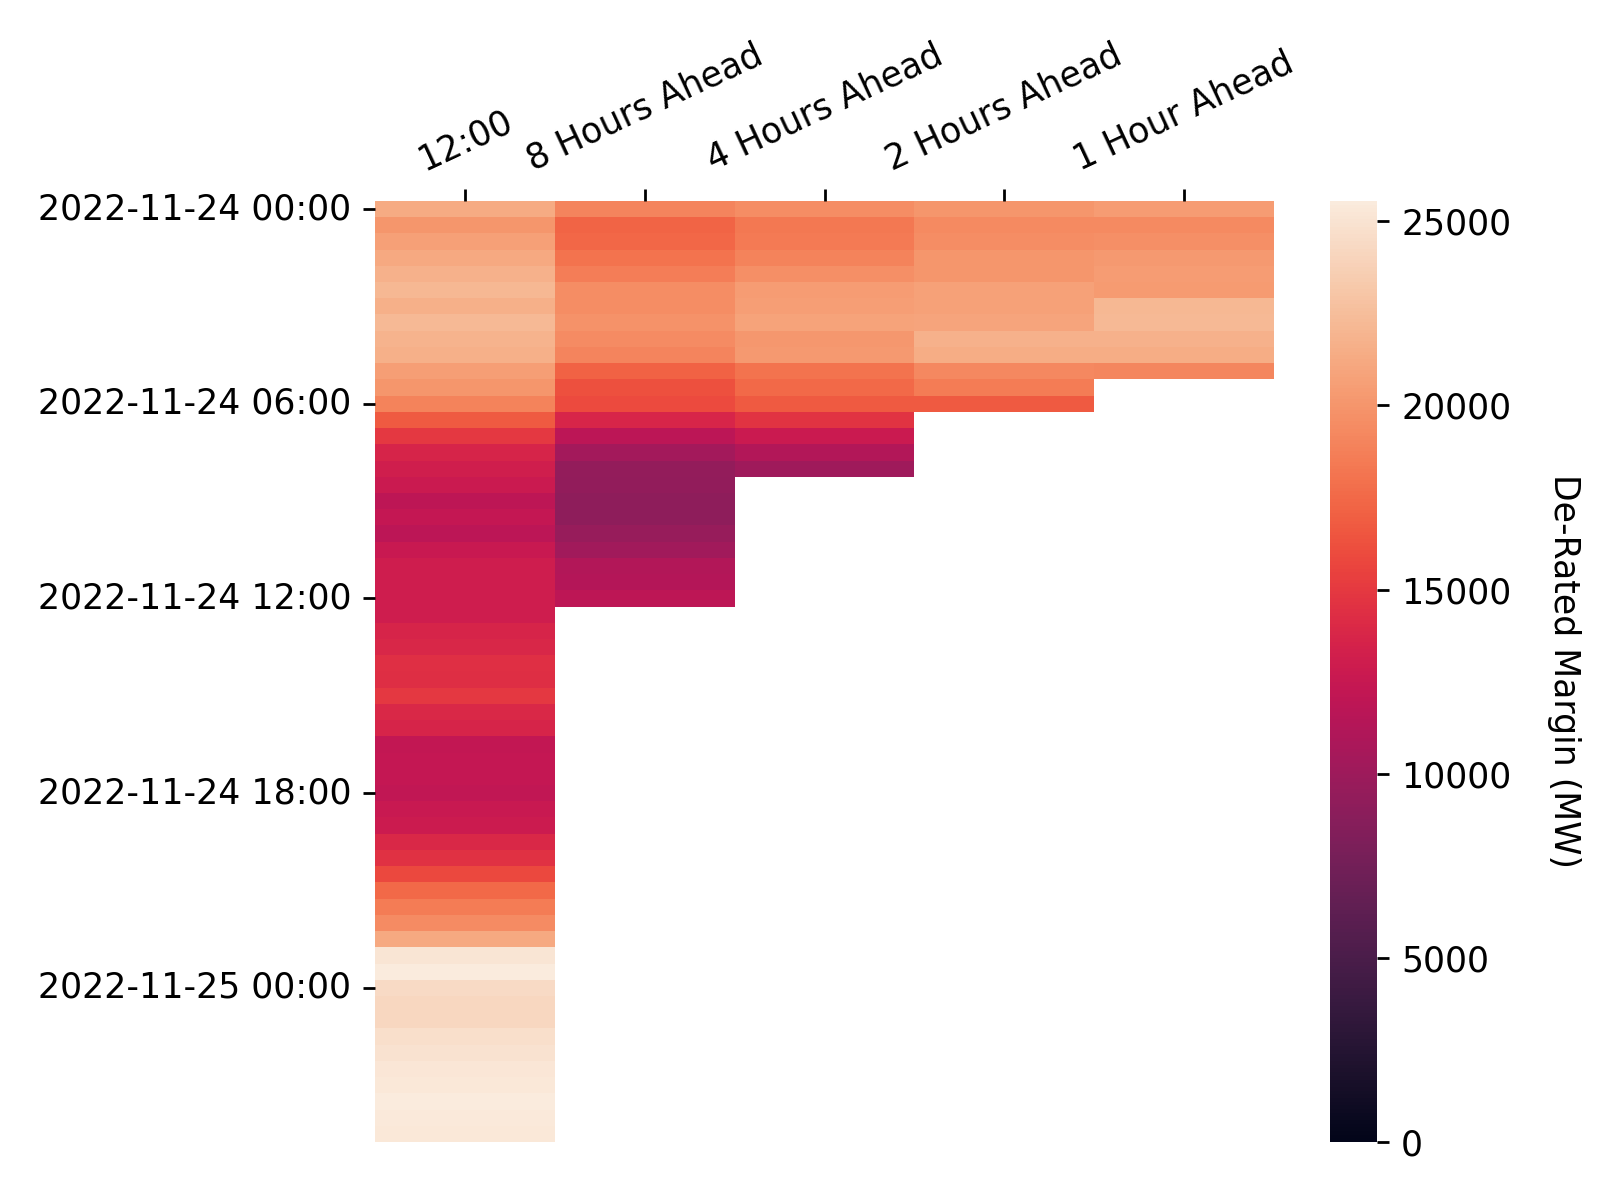 12:00
8 Hours Ahead
4 Hours Ahead
2 Hours Ahead
1 Hour Ahead
2022-11-24 00:00
2022-11-24 06:00
2022-11-24 12:00
2022-11-24 18:00
2022-11-25 00:00
25000
20000
15000
10000
5000
0
De-Rated Margin (MW)